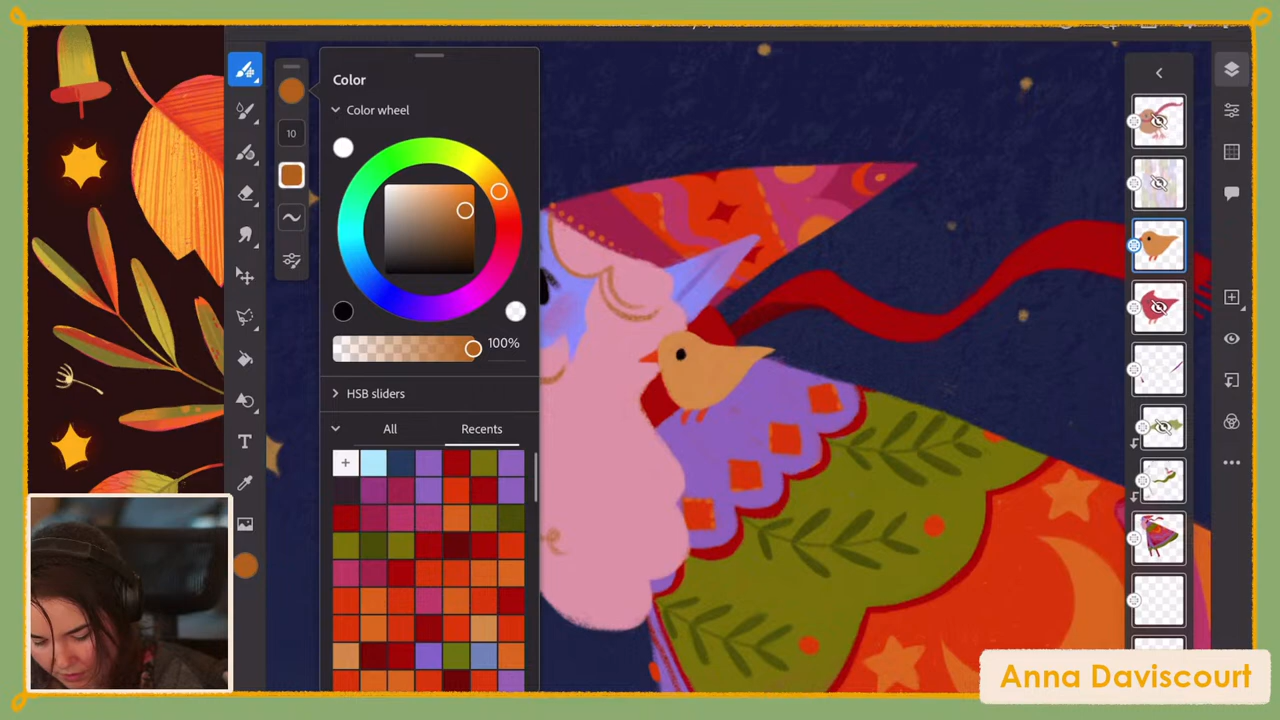 Color
Color wheel
10
100%
HSB sliders
All
Recents
+
T
Anna Daviscourt